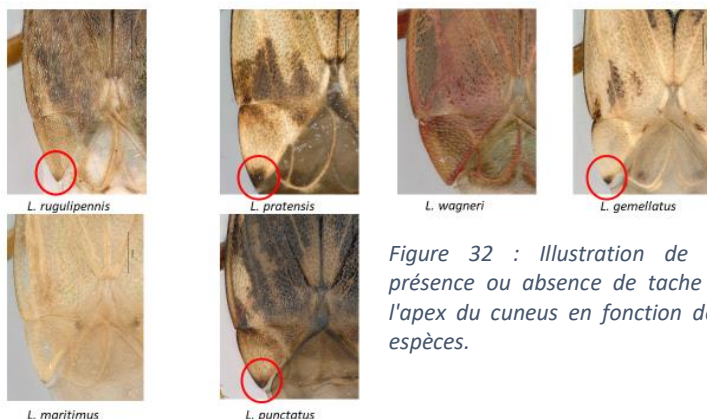 L. rugulipennis
L. pratensis
L. wagneri
L. gemellatus
Figure 32 : Illustration de
présence ou absence de tache
l'apex du cuneus en fonction
espèces.
L. maritimus
L. punctatus